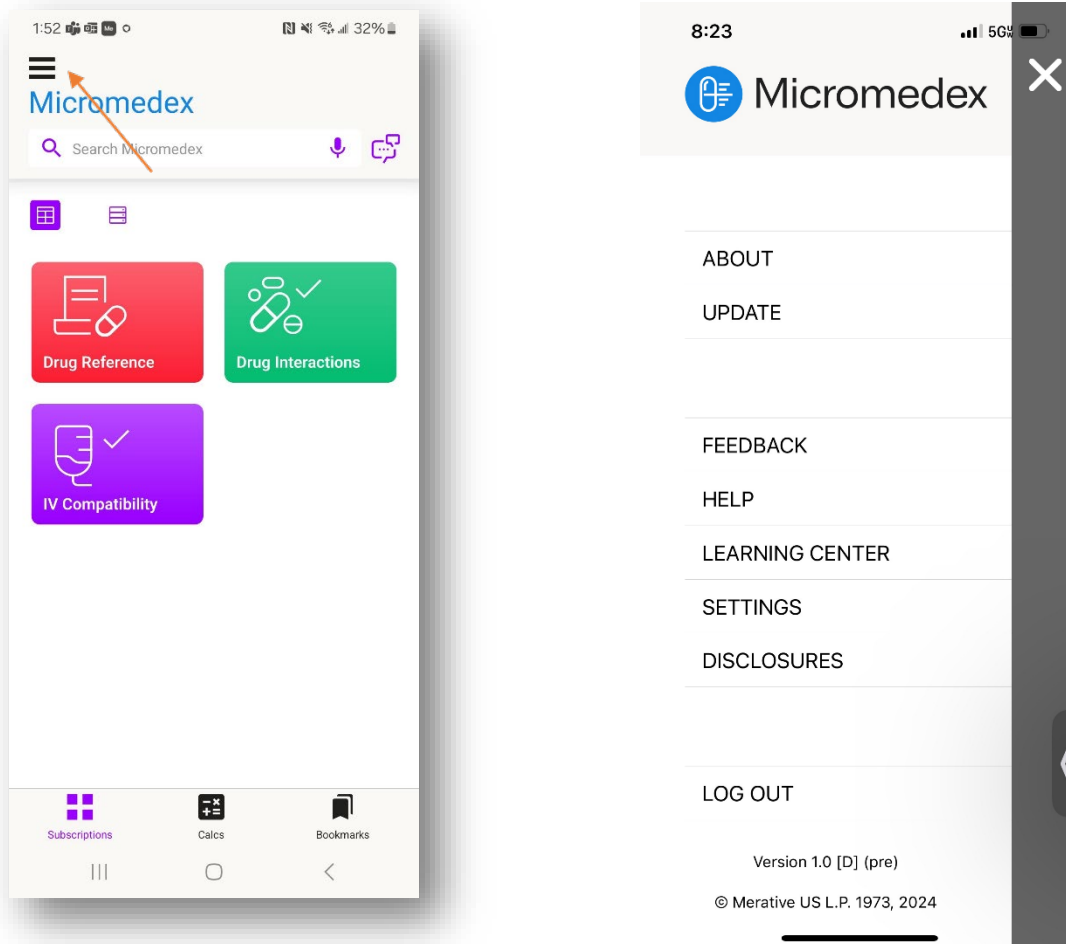 1:52
32%
Micromedex
Search Micromedex
Drug Reference
Drug Interactions
IV Compatibility
Subscriptions
Calcs
Bookmarks
8:23
Micromedex
ABOUT
UPDATE
FEEDBACK
HELP
LEARNING CENTER
SETTINGS
DISCLOSURES
LOG OUT
Version 1.0 [D] (pre)
© Merative US L.P. 1973, 2024